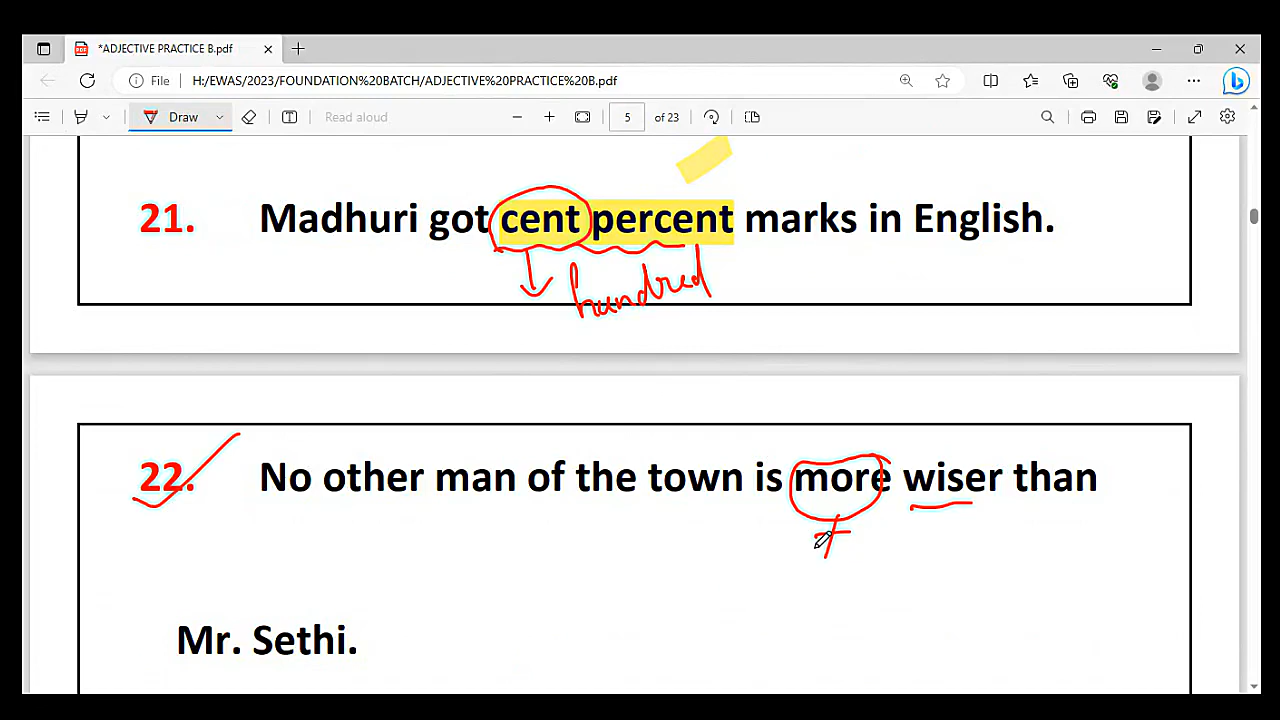 *ADJECTIVE PRACTICE B.pdf
File H:/EWAS/2023/FOUNDATION%20BATCH/ADJECTIVE%20PRACTICE%20B.pdf
Draw Read aloud 5 of 23
21. Madhuri got cent percent marks in English.
hundred
22. No other man of the town is more wiser than
Mr. Sethi.